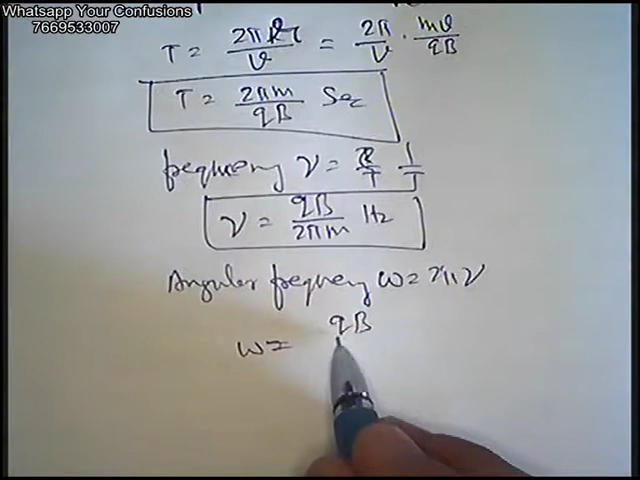 Whatsapp Your Confusions
7669533007
T = 2πr/v = 2π/v · mv/qB
T = 2πm/qB Sec
frequency ν = 1/T
ν = qB/2πm Hz
Angular frequency ω = 2πν
ω = qB